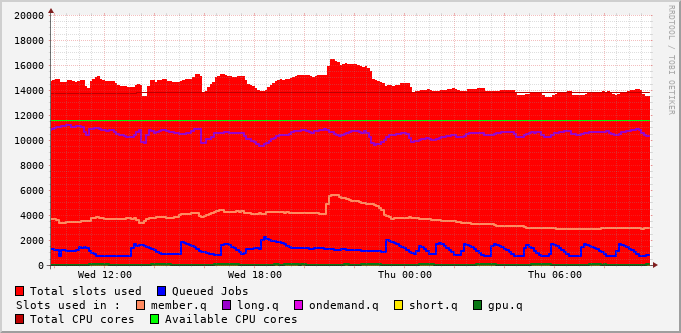 20000
18000
16000
14000
12000
10000
8000
6000
4000
2000
0
Wed 12:00 Wed 18:00 Thu 00:00 Thu 06:00
RRDTOOL / TOBI OETIKER
Total slots used Queued Jobs
Slots used in : member.q long.q ondemand.q short.q gpu.q
Total CPU cores Available CPU cores